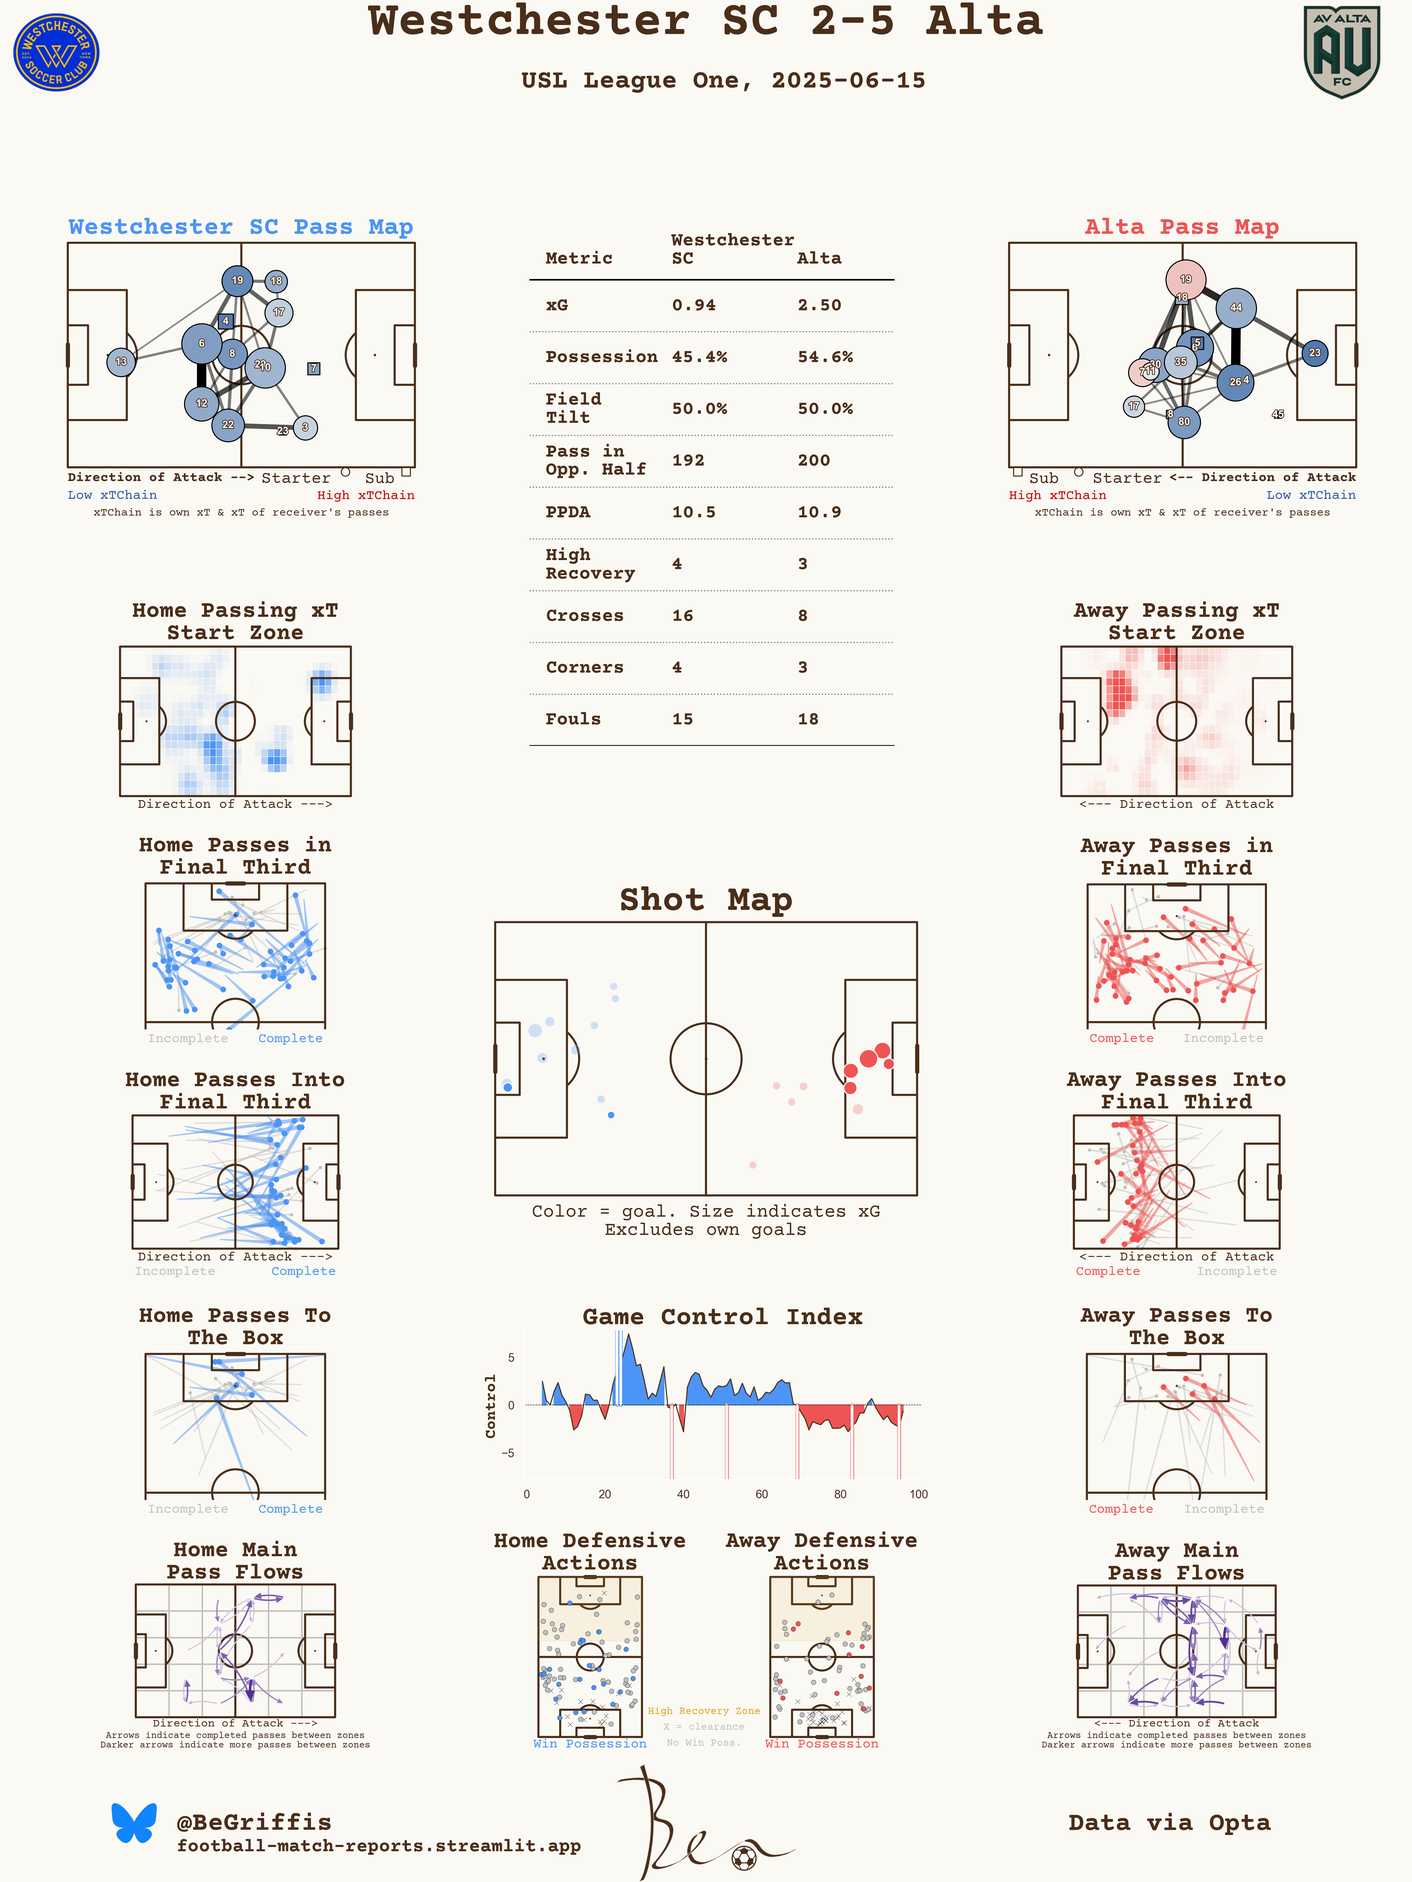 Westchester SC 2-5 Alta
USL League One, 2025-06-15
WESTCHESTER
SOCCER CLUB
AV ALTA
AV
FC
Westchester SC Pass Map
19
18
17
4
6
8
10
13
7
12
22
23
3
Direction of Attack --> Starter Sub
Low xTChain High xTChain
xTChain is own xT & xT of receiver's passes
Metric Westchester SC Alta
xG 0.94 2.50
Possession 45.4% 54.6%
Field Tilt 50.0% 50.0%
Pass in Opp. Half 192 200
PPDA 10.5 10.9
High Recovery 4 3
Crosses 16 8
Corners 4 3
Fouls 15 18
Alta Pass Map
19
18
44
5
35
23
7
11
26
4
17
8
80
45
Sub Starter <-- Direction of Attack
High xTChain Low xTChain
xTChain is own xT & xT of receiver's passes
Home Passing xT
Start Zone
Direction of Attack --->
Away Passing xT
Start Zone
<--- Direction of Attack
Home Passes in
Final Third
Incomplete Complete
Away Passes in
Final Third
Complete Incomplete
Shot Map
Color = goal. Size indicates xG
Excludes own goals
Home Passes Into
Final Third
Direction of Attack --->
Incomplete Complete
Away Passes Into
Final Third
<--- Direction of Attack
Complete Incomplete
Home Passes To
The Box
Incomplete Complete
Game Control Index
Control
5
0
−5
0 20 40 60 80 100
Away Passes To
The Box
Complete Incomplete
Home Main
Pass Flows
Direction of Attack --->
Arrows indicate completed passes between zones
Darker arrows indicate more passes between zones
Home Defensive
Actions
Win Possession
High Recovery Zone
X = clearance
No Win Poss.
Away Defensive
Actions
Win Possession
Away Main
Pass Flows
<--- Direction of Attack
Arrows indicate completed passes between zones
Darker arrows indicate more passes between zones
@BeGriffis
football-match-reports.streamlit.app
Ben
Data via Opta